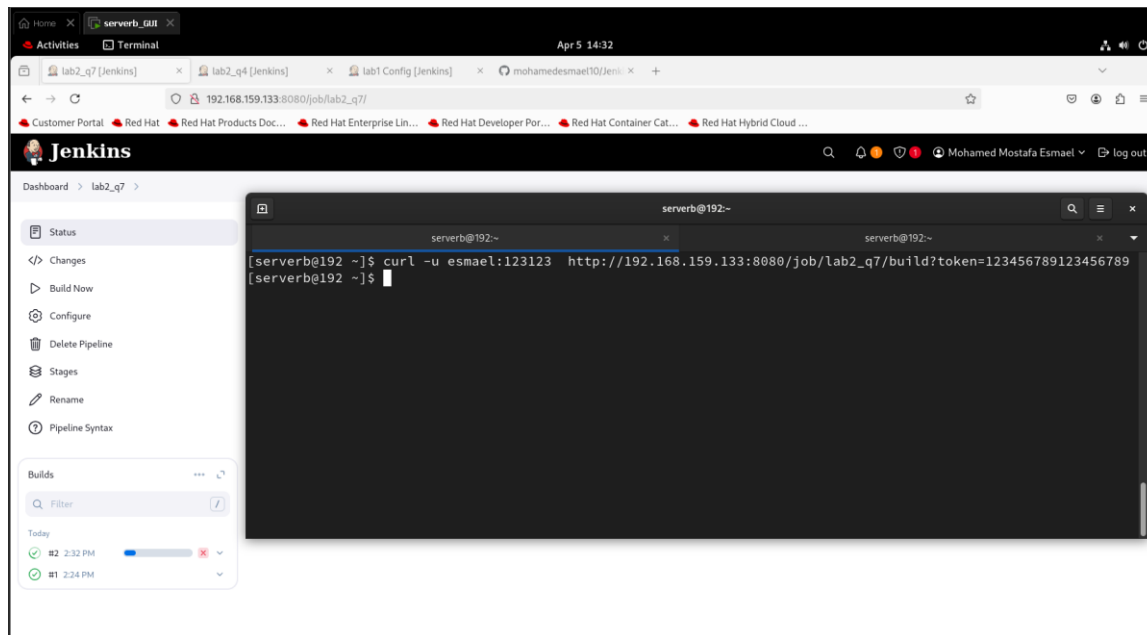 Home
serverb_GUI
Activities
Terminal
Apr 5 14:32
lab2_q7 [Jenkins]
lab2_q4 [Jenkins]
lab1 Config [Jenkins]
mohamedesmael10/Jenki
192.168.159.133:8080/job/lab2_q7/
Customer Portal
Red Hat
Red Hat Products Doc...
Red Hat Enterprise Lin...
Red Hat Developer Por...
Red Hat Container Cat...
Red Hat Hybrid Cloud ...
Jenkins
1
1
Mohamed Mostafa Esmael
log out
Dashboard > lab2_q7 >
serverb@192:~
serverb@192:~
serverb@192:~
[serverb@192 ~]$ curl -u esmael:123123  http://192.168.159.133:8080/job/lab2_q7/build?token=123456789123456789
[serverb@192 ~]$
Status
Changes
Build Now
Configure
Delete Pipeline
Stages
Rename
Pipeline Syntax
Builds
Filter
/
Today
#2 2:32 PM
#1 2:24 PM